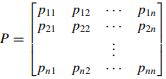 P = [ p₁₁ p₁₂ ⋯ p₁ₙ
p₂₁ p₂₂ ⋯ p₂ₙ
⋮
pₙ₁ pₙ₂ ⋯ pₙₙ ]